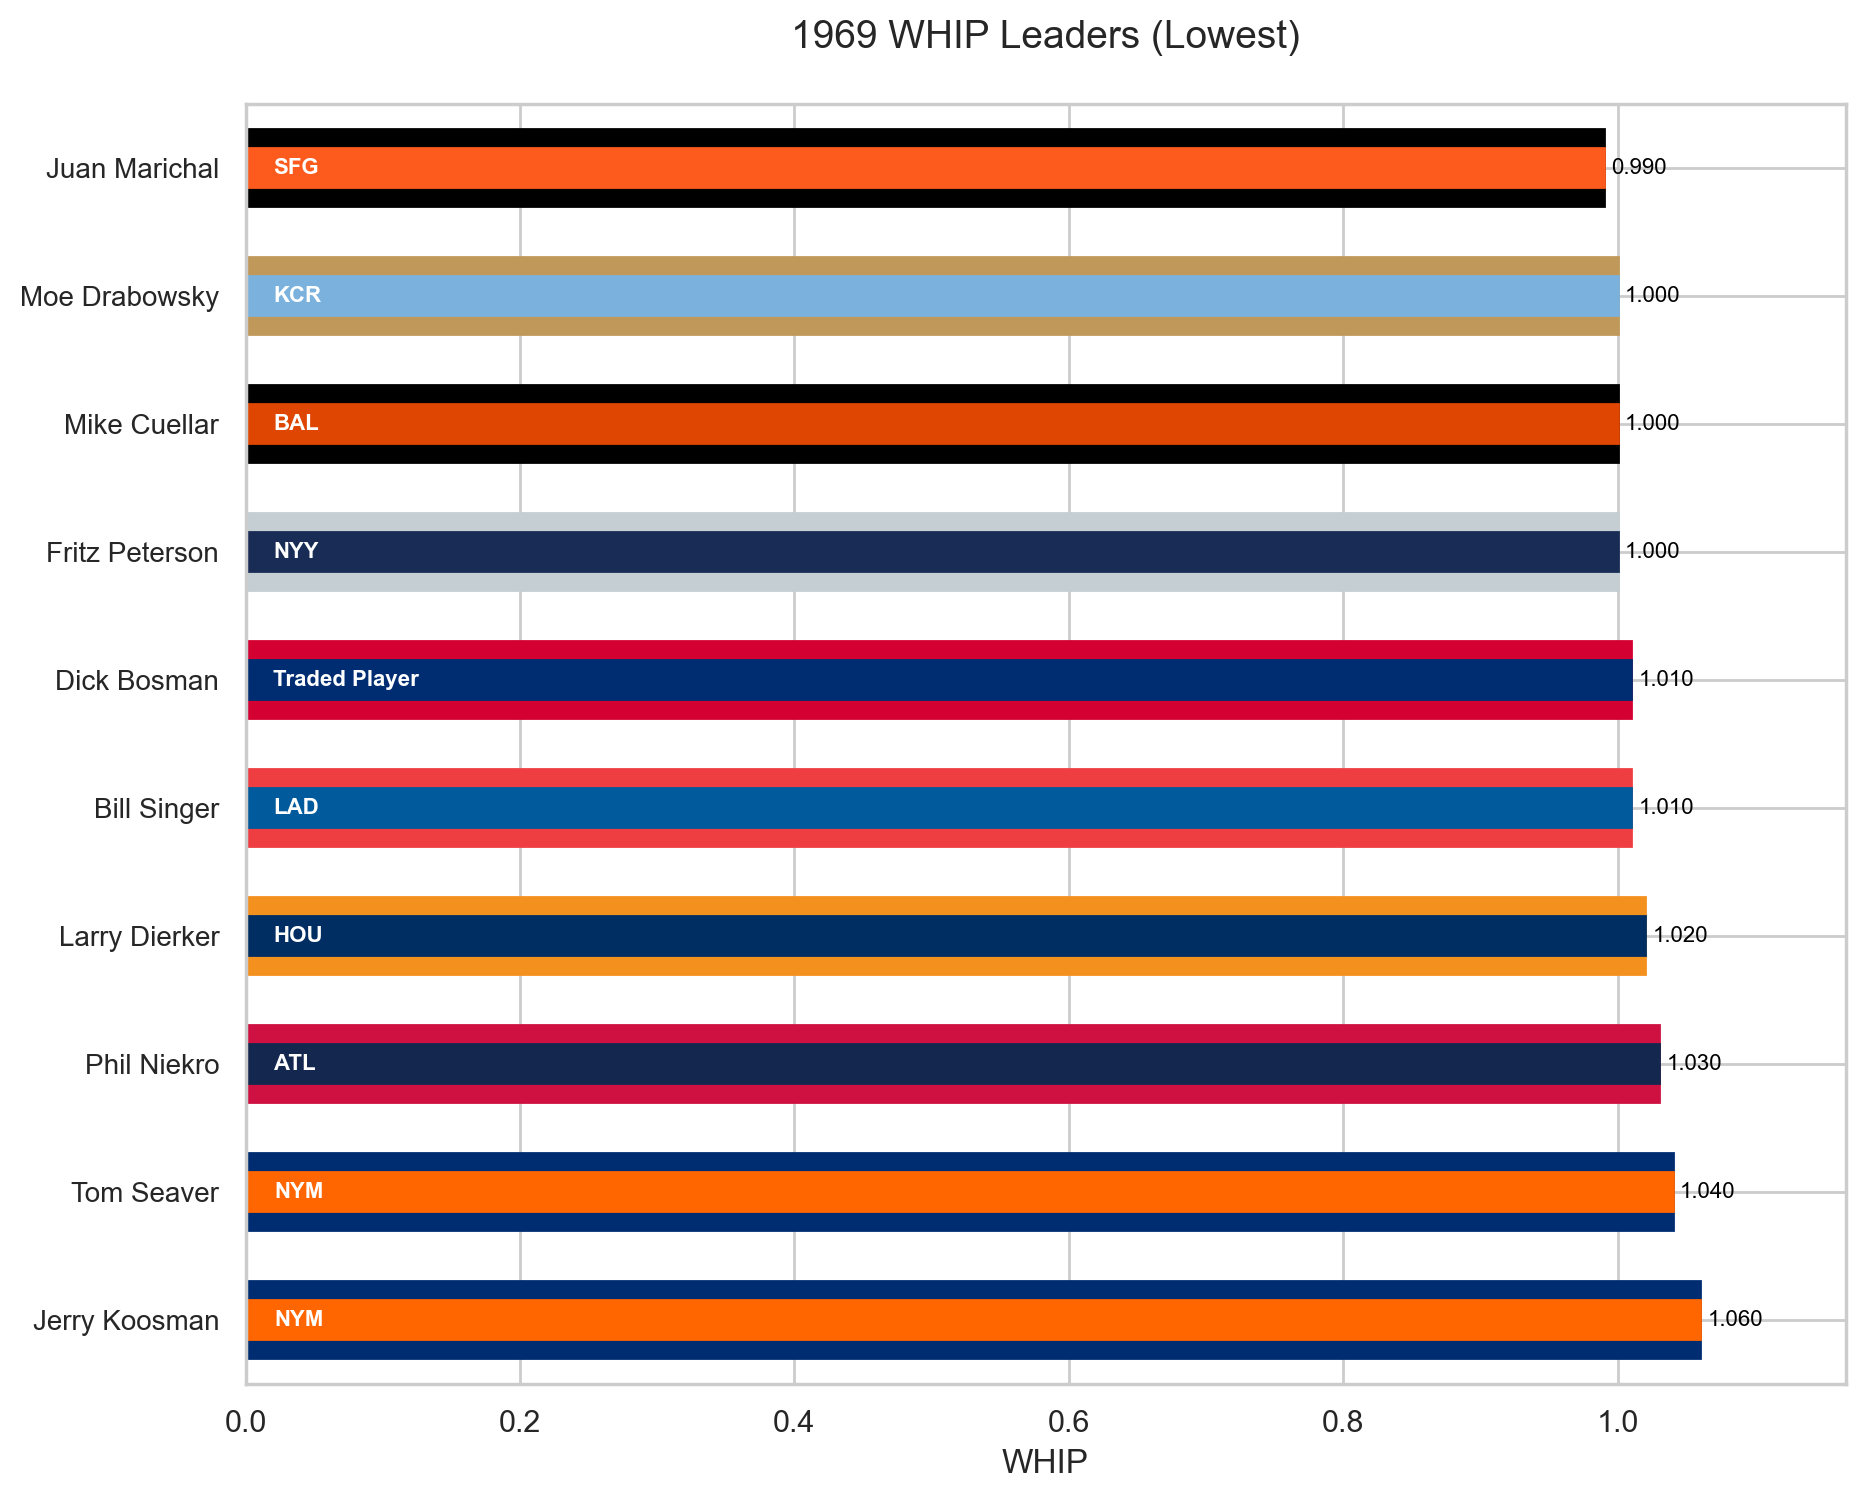 1969 WHIP Leaders (Lowest)
Juan Marichal
SFG
0.990
Moe Drabowsky
KCR
1.000
Mike Cuellar
BAL
1.000
Fritz Peterson
NYY
1.000
Dick Bosman
Traded Player
1.010
Bill Singer
LAD
1.010
Larry Dierker
HOU
1.020
Phil Niekro
ATL
1.030
Tom Seaver
NYM
1.040
Jerry Koosman
NYM
1.060
0.0 0.2 0.4 0.6 0.8 1.0
WHIP